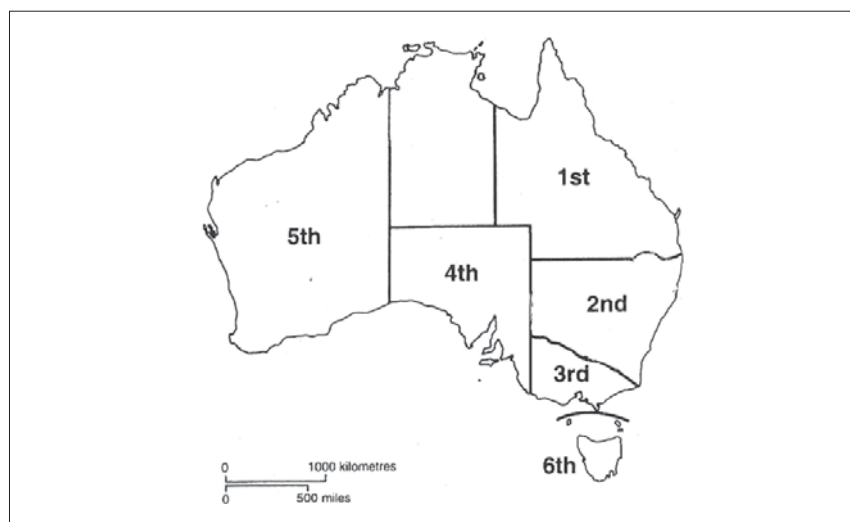 1st
5th
4th
2nd
3rd
6th
0 1000 kilometres
0 500 miles